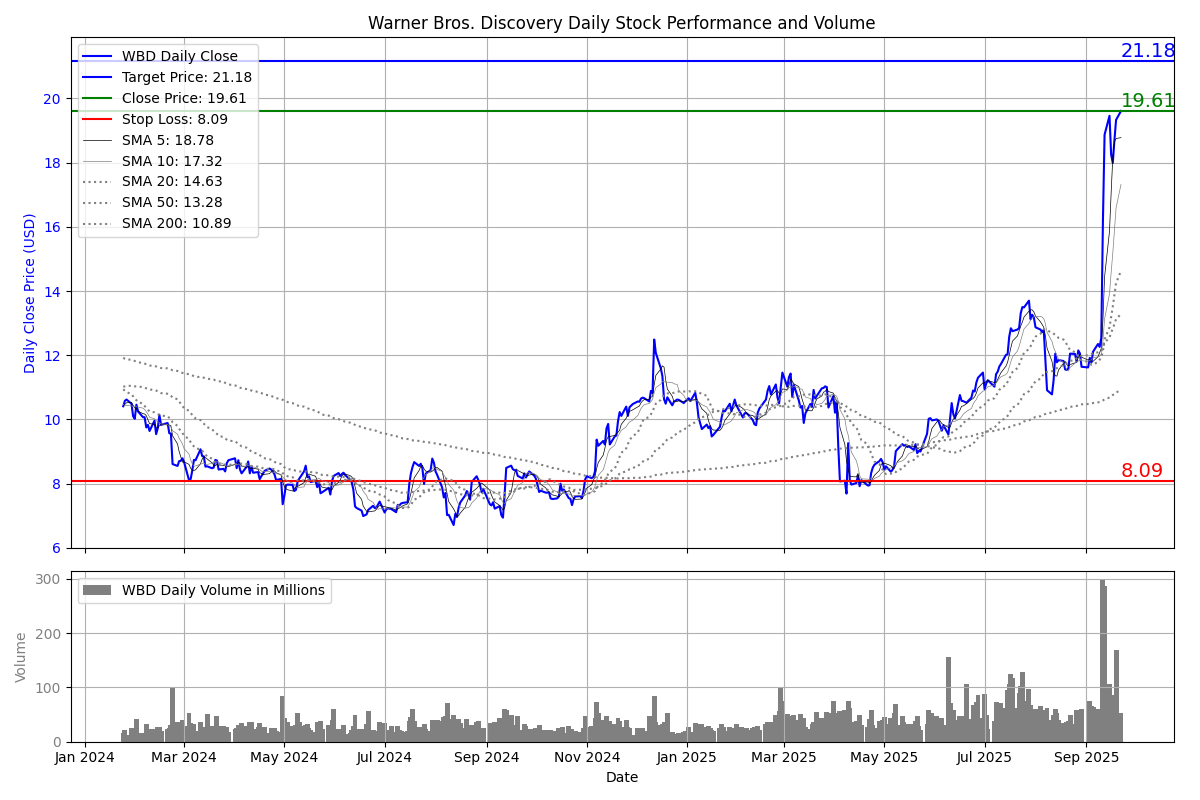 Warner Bros. Discovery Daily Stock Performance and Volume
WBD Daily Close
Target Price: 21.18
Close Price: 19.61
Stop Loss: 8.09
SMA 5: 18.78
SMA 10: 17.32
SMA 20: 14.63
SMA 50: 13.28
SMA 200: 10.89
21.18
19.61
8.09
Daily Close Price (USD)
20
18
16
14
12
10
8
6
WBD Daily Volume in Millions
Volume
300
200
100
0
Jan 2024
Mar 2024
May 2024
Jul 2024
Sep 2024
Nov 2024
Jan 2025
Mar 2025
May 2025
Jul 2025
Sep 2025
Date